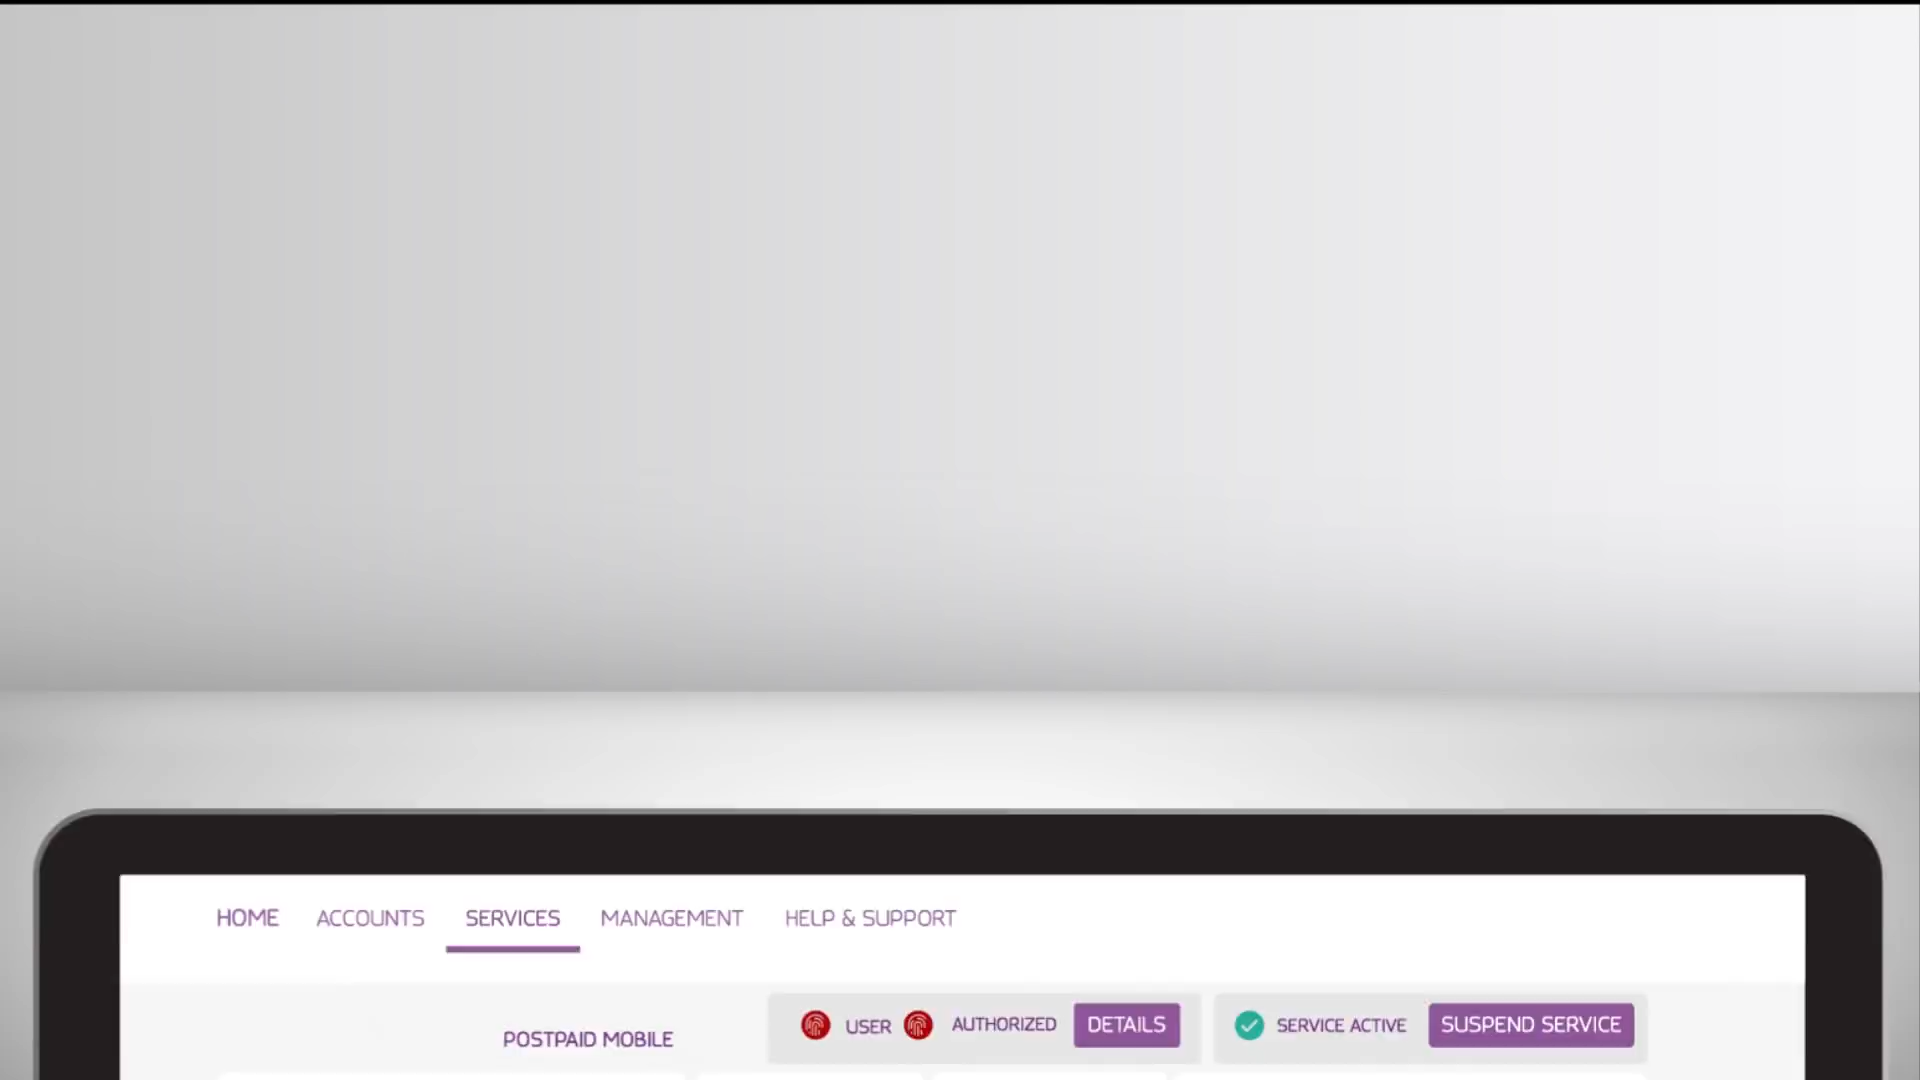 HOME ACCOUNTS SERVICES MANAGEMENT HELP & SUPPORT
POSTPAID MOBILE USER AUTHORIZED DETAILS SERVICE ACTIVE SUSPEND SERVICE